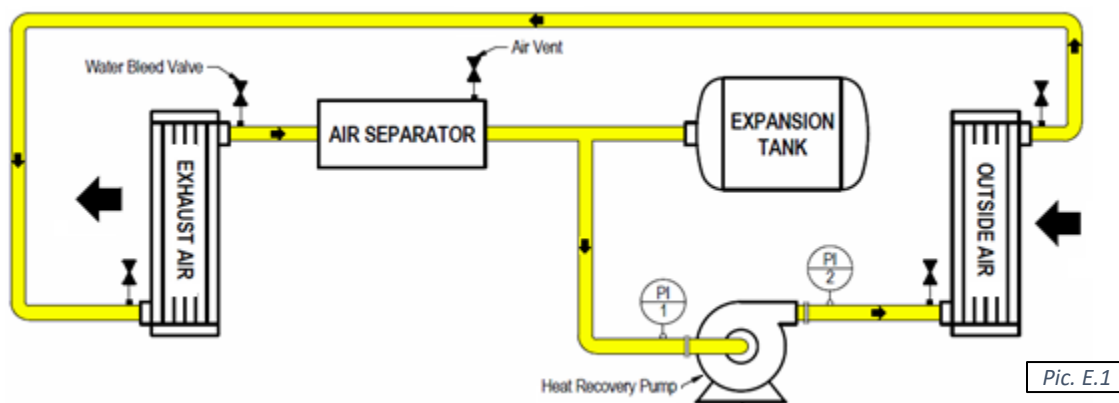 Water Bleed Valve
Air Vent
AIR SEPARATOR
EXPANSION
TANK
EXHAUST AIR
OUTSIDE AIR
PI
1
PI
2
Heat Recovery Pump
Pic. E.1